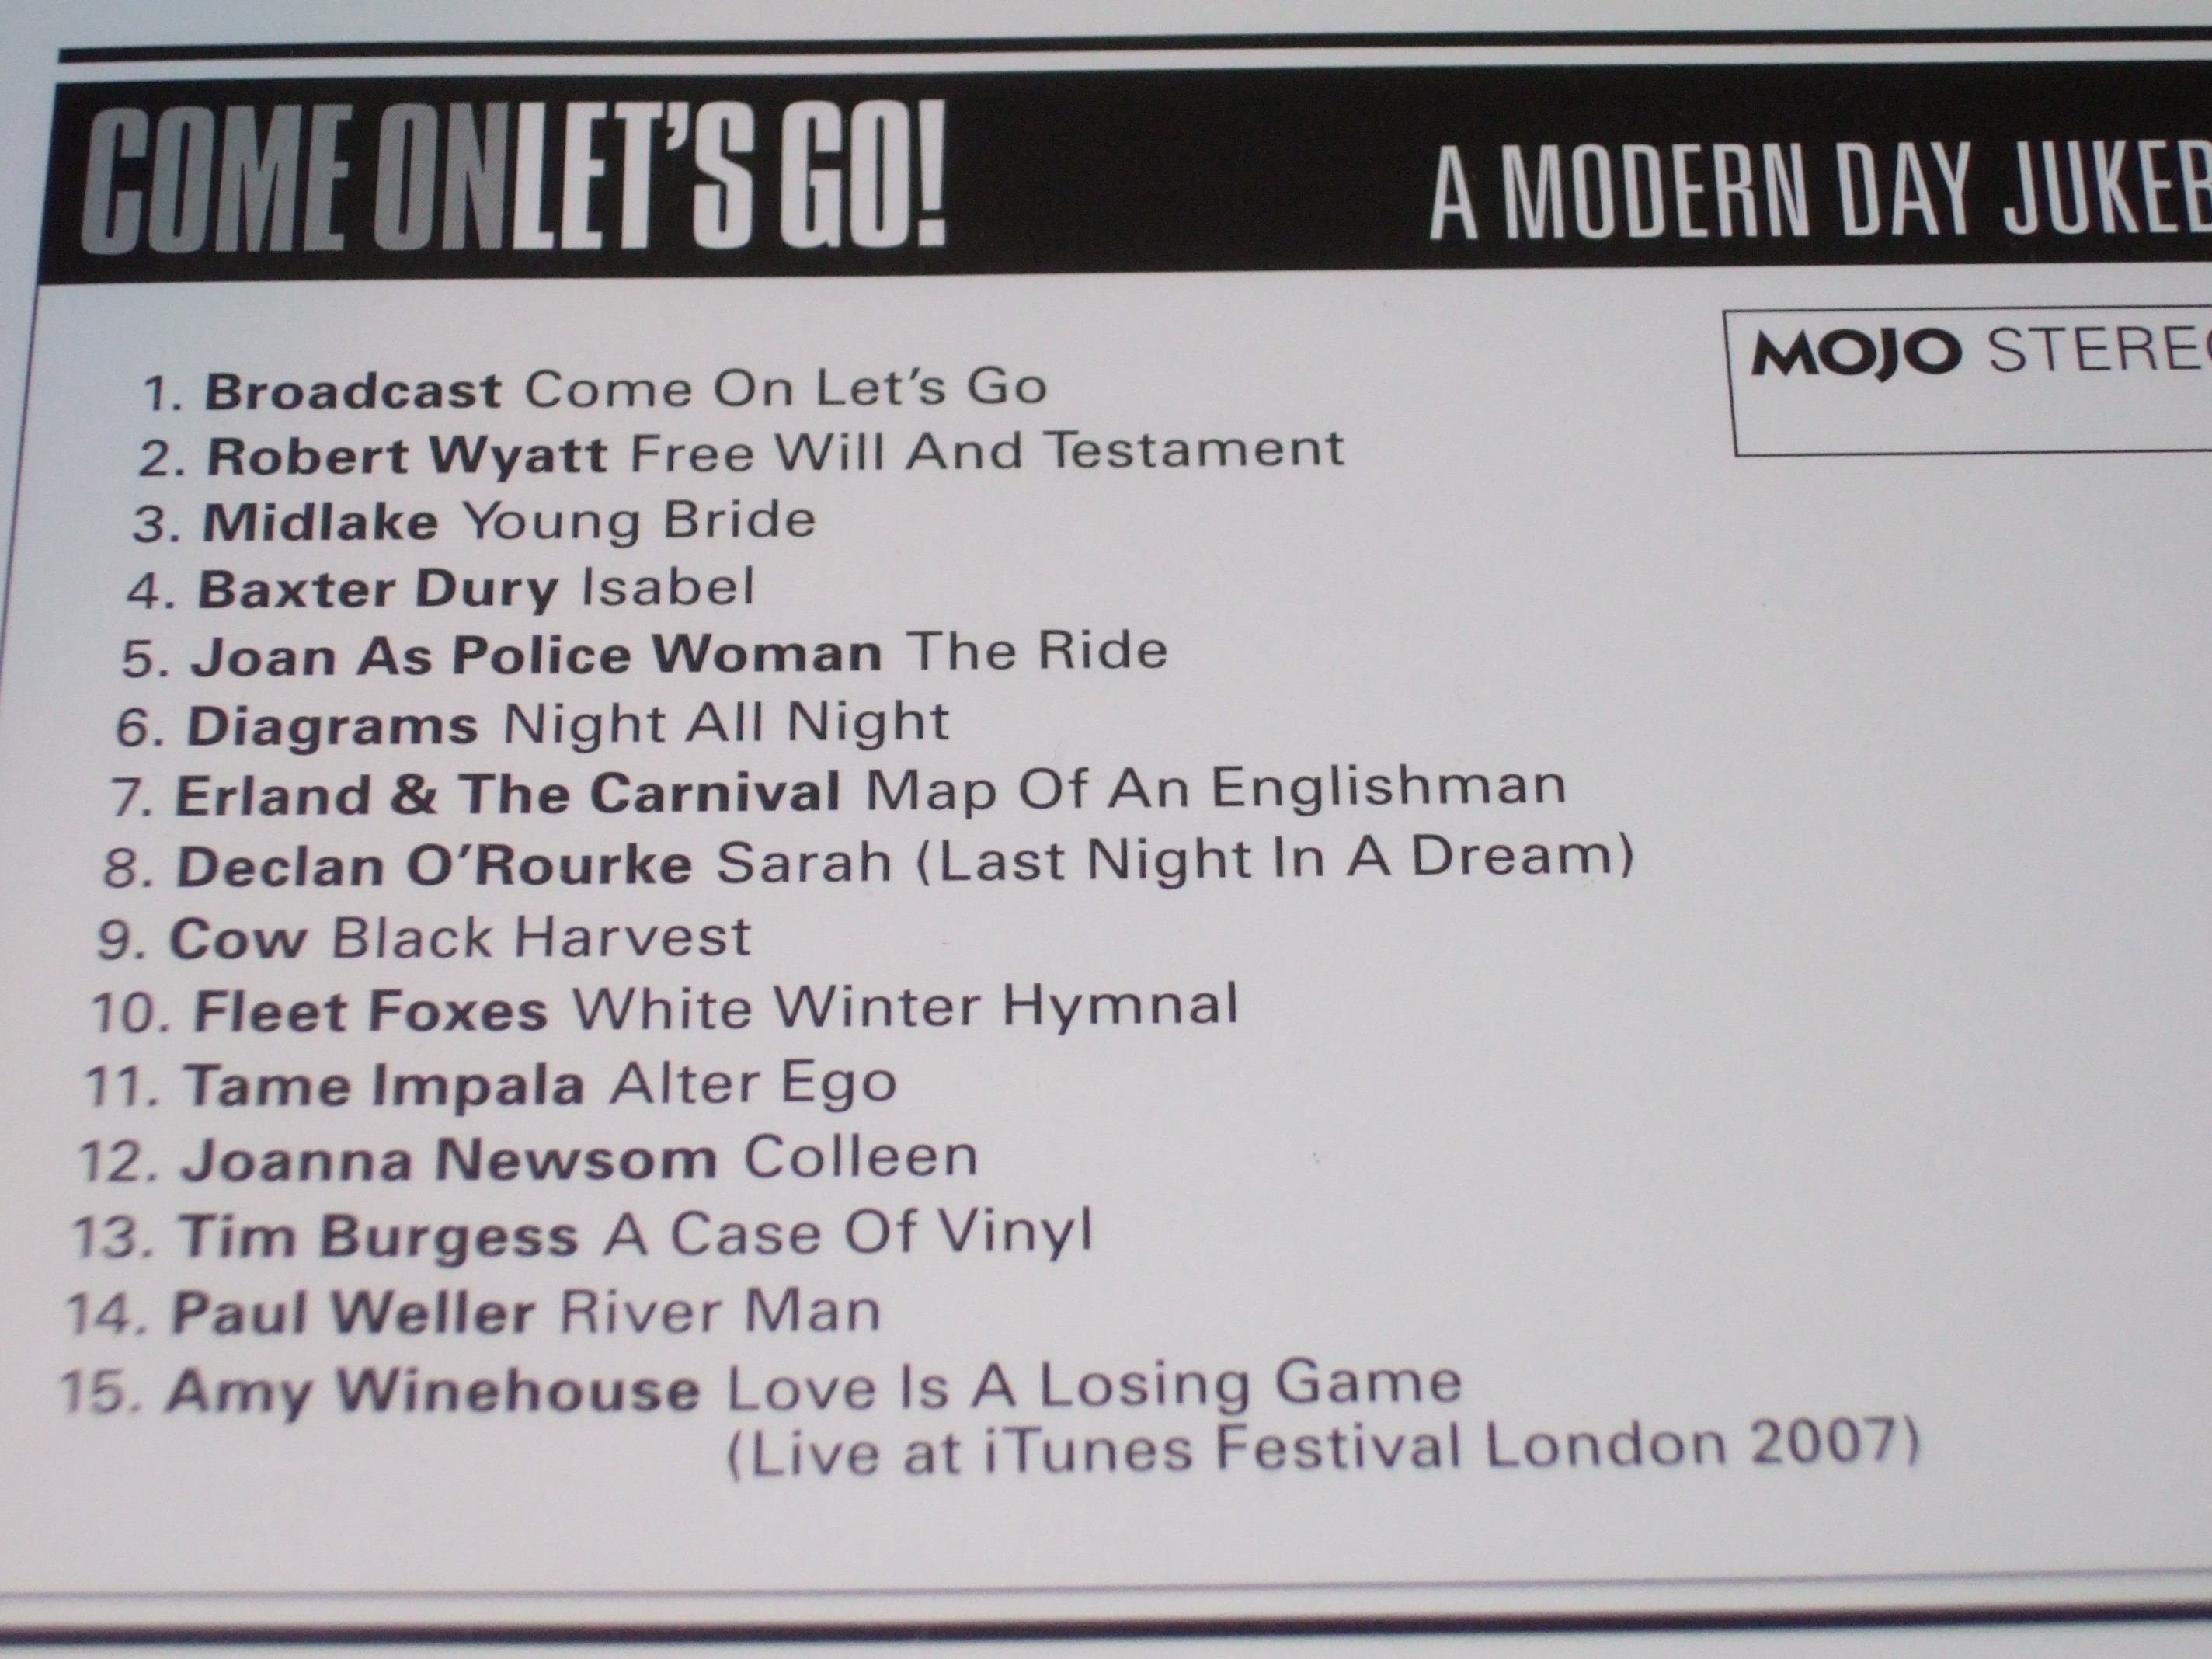 COME ON LET'S GO!
A MODERN DAY
MOJO
1. Broadcast Come On Let's Go
2. Robert Wyatt Free Will And Testament
3. Midlake Young Bride
4. Baxter Dury Isabel
5. Joan As Police Woman The Ride
6. Diagrams Night All Night
7. Erland & The Carnival Map Of An Englishman
8. Declan O'Rourke Sarah (Last Night In A Dream)
9. Cow Black Harvest
10. Fleet Foxes White Winter Hymnal
11. Tame Impala Alter Ego
12. Joanna Newsom Colleen
13. Tim Burgess A Case Of Vinyl
14. Paul Weller River Man
15. Amy Winehouse Love Is A Losing Game
(Live at iTunes Festival London 2007)